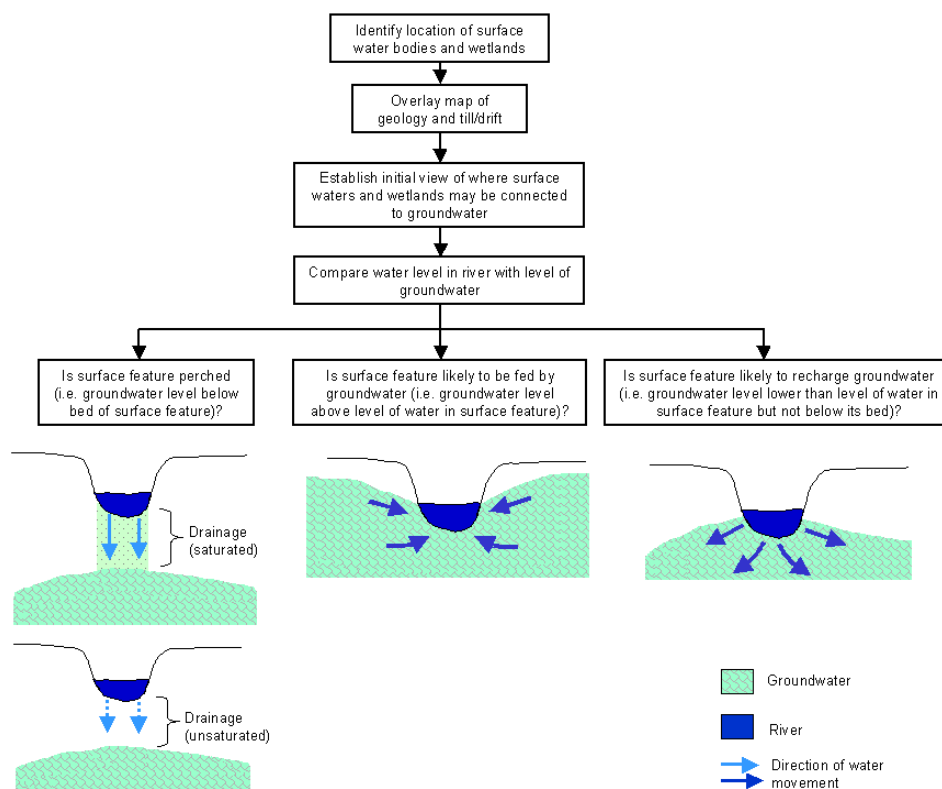 Identify location of surface
water bodies and wetlands
Overlay map of
geology and till/drift
Establish initial view of where surface
waters and wetlands may be connected
to groundwater
Compare water level in river with level of
groundwater
Is surface feature perched
(i.e. groundwater level below
bed of surface feature)?
Is surface feature likely to be fed by
groundwater (i.e. groundwater level
above level of water in surface feature)?
Is surface feature likely to recharge groundwater
(i.e. groundwater level lower than level of water in
surface feature but not below its bed)?
Drainage
(saturated)
Drainage
(unsaturated)
Groundwater
River
Direction of water
movement